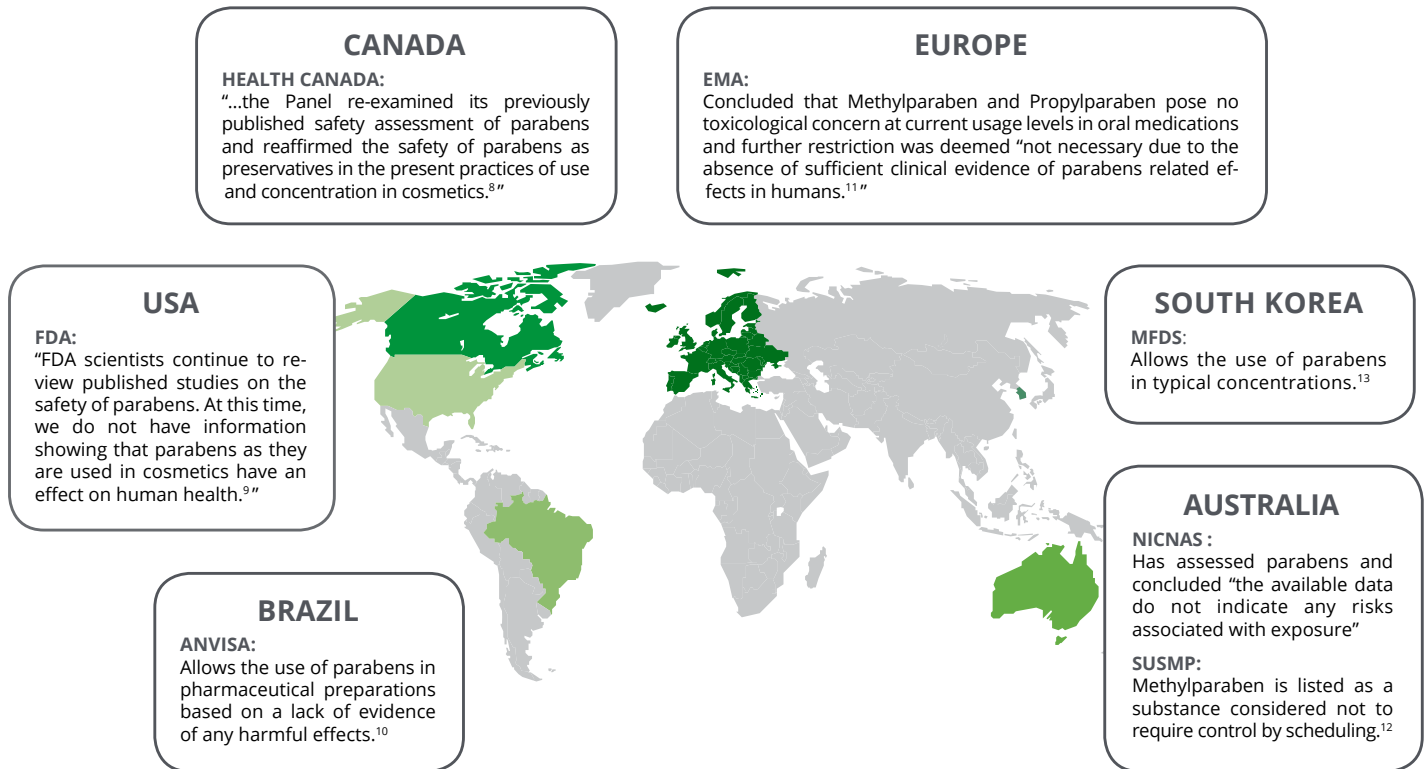 CANADA
HEALTH CANADA:
“...the Panel re-examined its previously
published safety assessment of parabens
and reaffirmed the safety of parabens as
preservatives in the present practices of use
and concentration in cosmetics.⁸”
EUROPE
EMA:
Concluded that Methylparaben and Propylparaben pose no
toxicological concern at current usage levels in oral medications
and further restriction was deemed “not necessary due to the
absence of sufficient clinical evidence of parabens related ef-
fects in humans.¹¹”
USA
FDA:
“FDA scientists continue to re-
view published studies on the
safety of parabens. At this time,
we do not have information
showing that parabens as they
are used in cosmetics have an
effect on human health.⁹”
SOUTH KOREA
MFDS:
Allows the use of parabens
in typical concentrations.¹³
BRAZIL
ANVISA:
Allows the use of parabens in
pharmaceutical preparations
based on a lack of evidence
of any harmful effects.¹⁰
AUSTRALIA
NICNAS :
Has assessed parabens and
concluded “the available data
do not indicate any risks
associated with exposure”
SUSMP:
Methylparaben is listed as a
substance considered not to
require control by scheduling.¹²